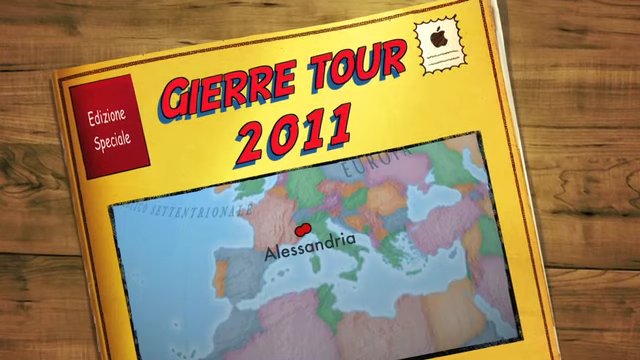 Edizione
Speciale
GIERRE TOUR
2011
EUROPA
SETTENTRIONALE
Alessandria